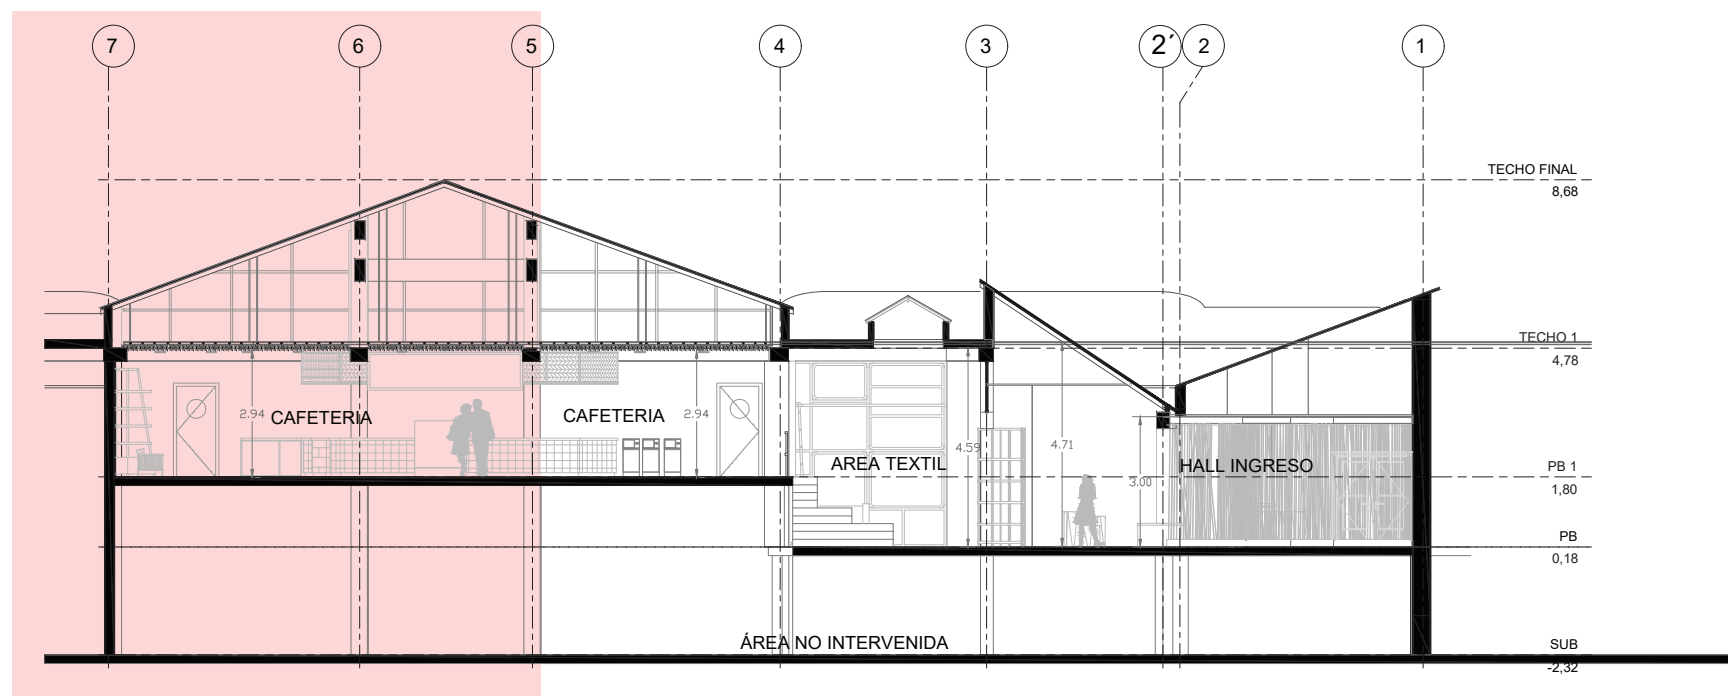 7
6
5
4
3
2´
2
1
TECHO FINAL
8,68
TECHO 1
4,78
2.94
CAFETERIA
CAFETERIA
2.94
4.59
4.71
AREA TEXTIL
HALL INGRESO
3.00
PB 1
1,80
PB
0,18
ÁREA NO INTERVENIDA
SUB
-2,32